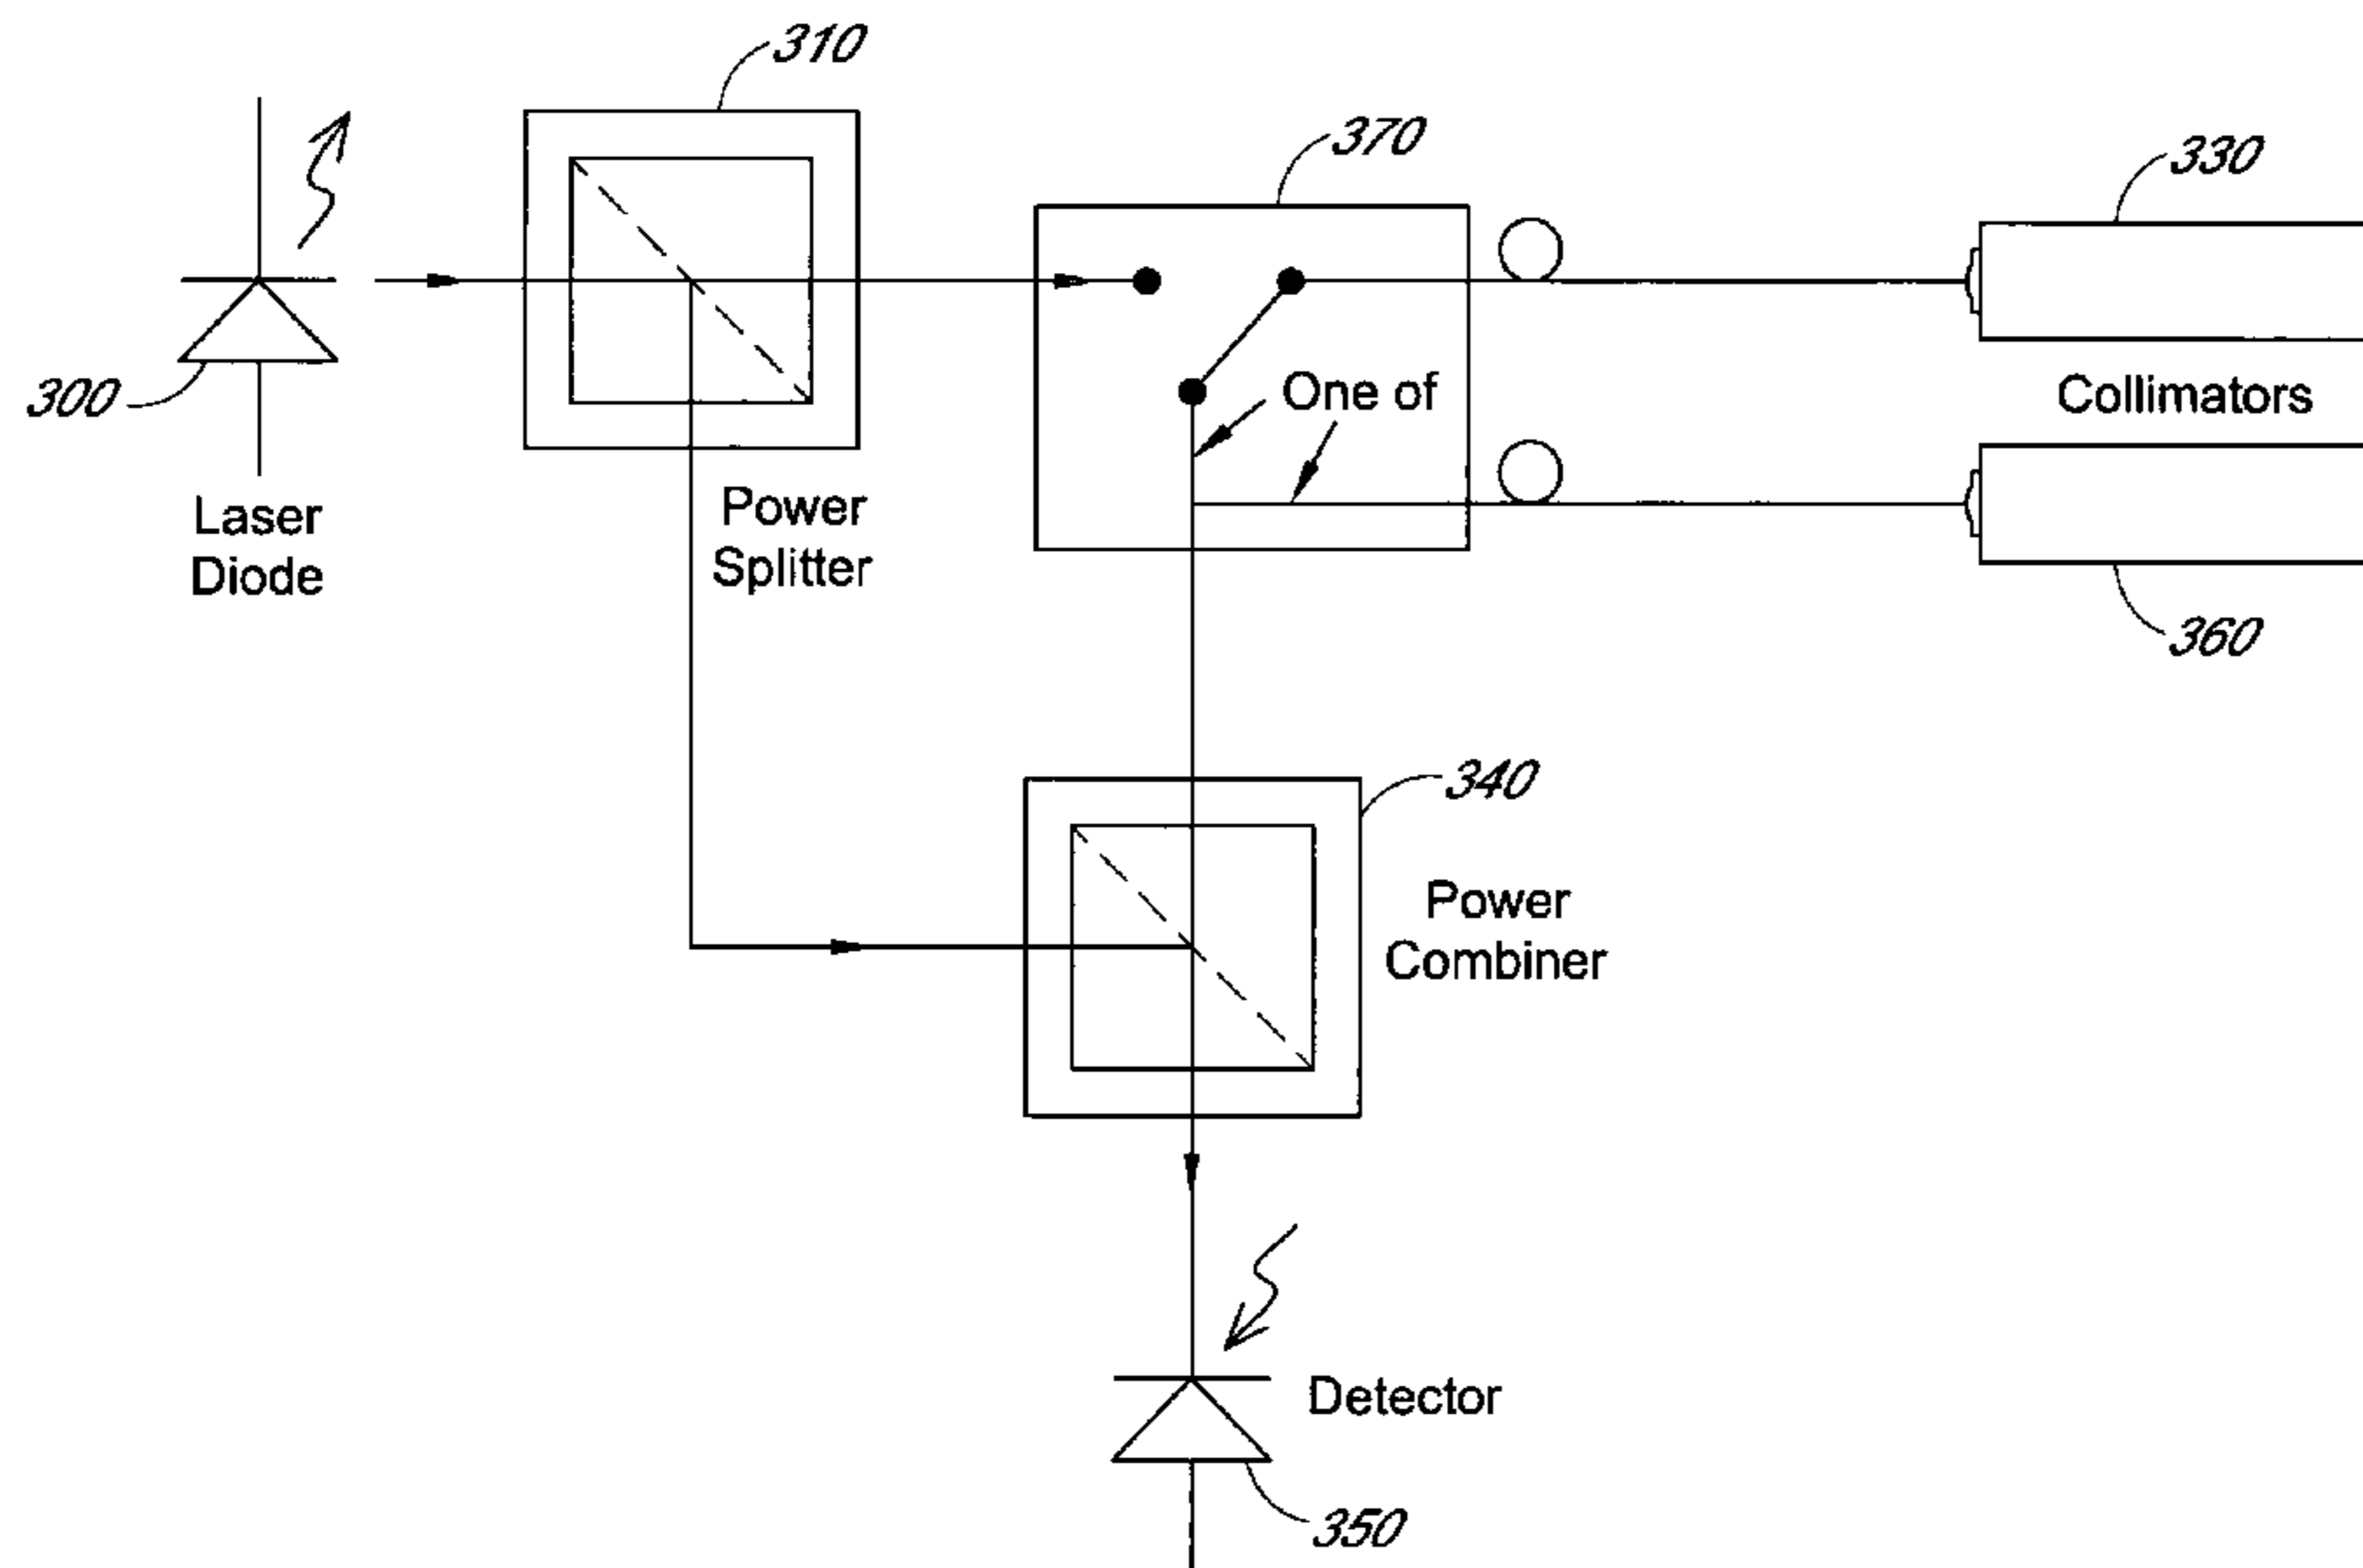 310
370
330
300
One of
Collimators
Laser
Diode
Power
Splitter
360
340
Power
Combiner
Detector
350